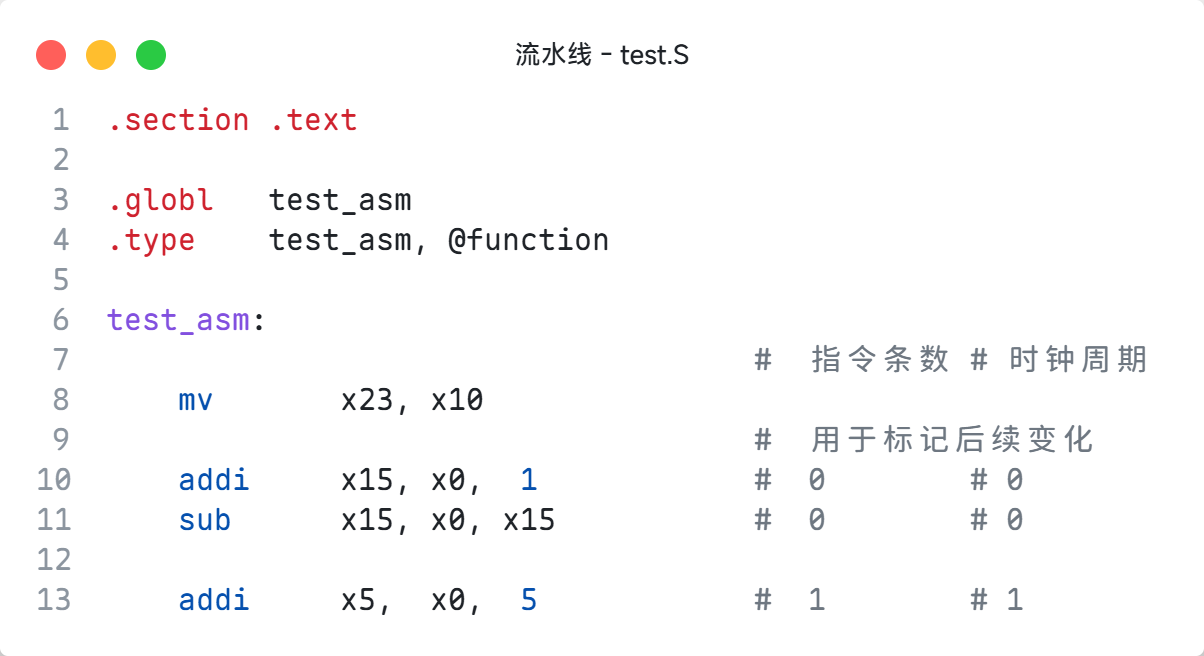 流水线 - test.S
1 .section .text
2
3 .globl test_asm
4 .type test_asm, @function
5
6 test_asm:
7 # 指令条数 # 时钟周期
8 mv x23, x10
9 # 用于标记后续变化
10 addi x15, x0, 1 # 0 # 0
11 sub x15, x0, x15 # 0 # 0
12
13 addi x5, x0, 5 # 1 # 1